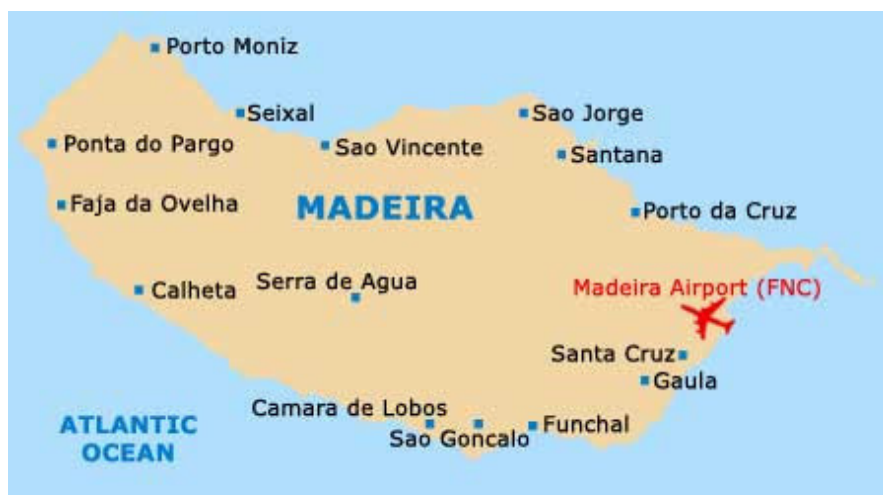 Porto Moniz
Seixal
Sao Jorge
Ponta do Pargo
Sao Vincente
Santana
Faja da Ovelha
MADEIRA
Porto da Cruz
Calheta
Serra de Agua
Madeira Airport (FNC)
Santa Cruz
Gaula
Camara de Lobos
Sao Goncalo
Funchal
ATLANTIC
OCEAN